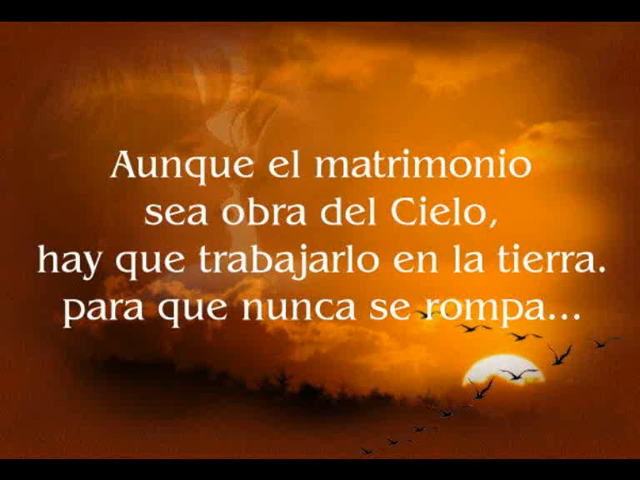 Aunque el matrimonio
sea obra del Cielo,
hay que trabajarlo en la tierra.
para que nunca se rompa...